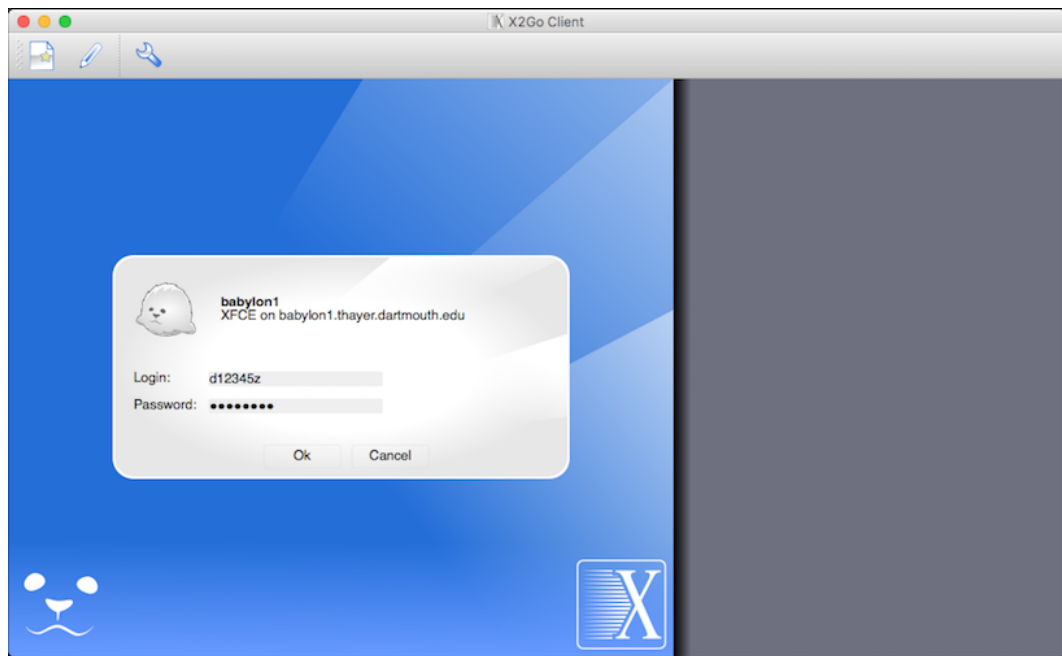 X2Go Client
babylon1
XFCE on babylon1.thayer.dartmouth.edu
Login: d12345z
Password: ●●●●●●●●
Ok Cancel
X